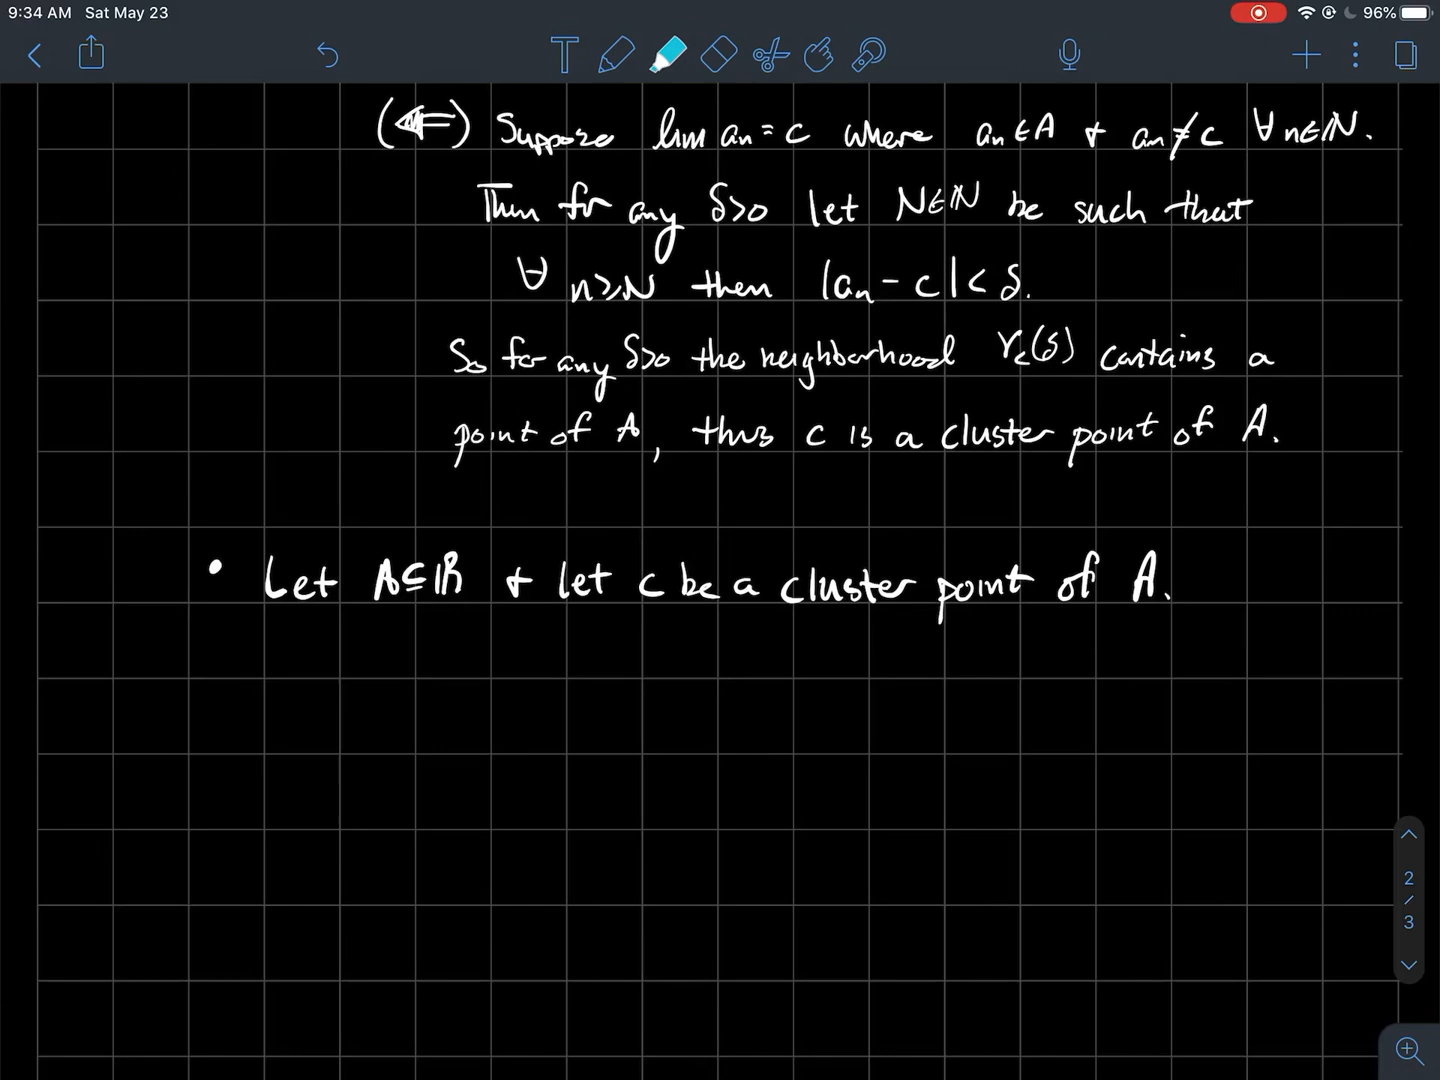 9:34 AM Sat May 23
96%
(⇐) Suppose lim an = c where an ∈ A + an ≠ c ∀ n∈ℕ.
Then for any δ>0 let N∈ℕ be such that
∀ n≥N then |an - c| < δ.
So for any δ>0 the neighborhood Vc(δ) contains a
point of A, thus c is a cluster point of A.
• Let A⊆ℝ + let c be a cluster point of A.
2
/
3